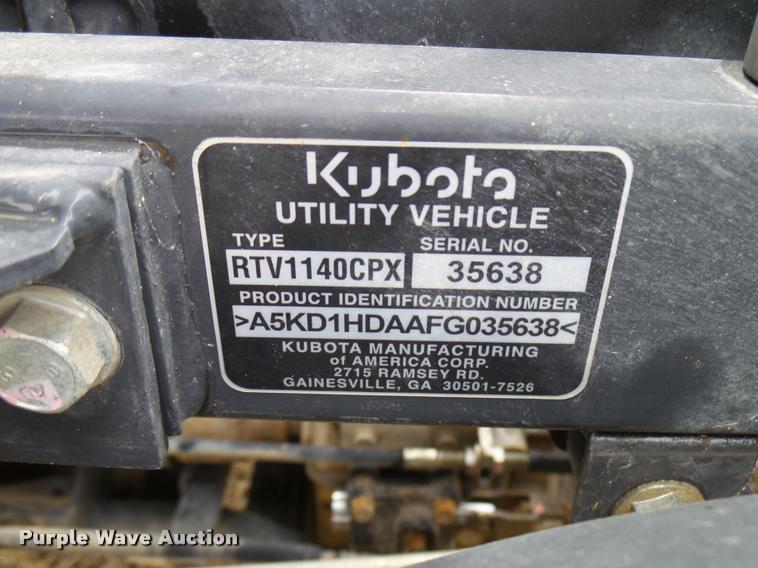 Kubota
UTILITY VEHICLE
TYPE SERIAL NO.
RTV1140CPX 35638
PRODUCT IDENTIFICATION NUMBER
>A5KD1HDAAFG035638<
KUBOTA MANUFACTURING
of AMERICA CORP.
2715 RAMSEY RD.
GAINESVILLE, GA 30501-7526
Purple Wave Auction